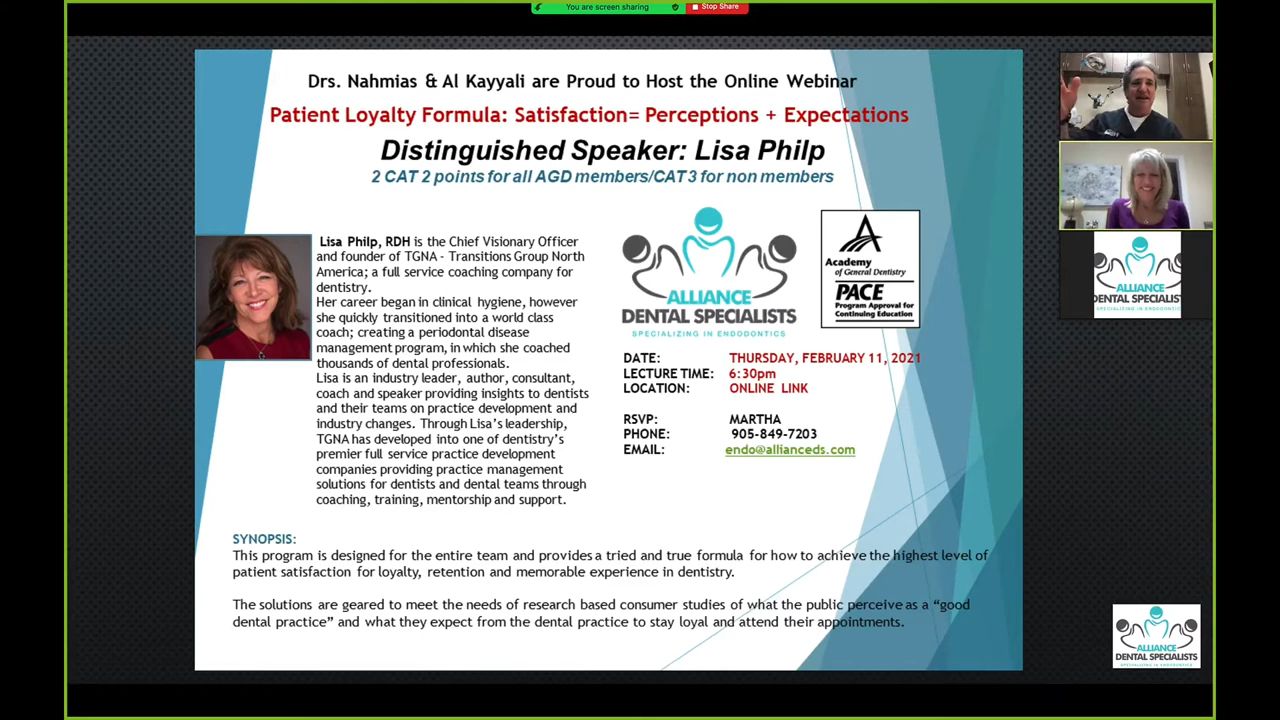 You are screen sharing
Stop Share
Drs. Nahmias & Al Kayyali are Proud to Host the Online Webinar
Patient Loyalty Formula: Satisfaction= Perceptions + Expectations
Distinguished Speaker: Lisa Philp
2 CAT 2 points for all AGD members/CAT 3 for non members
Lisa Philp, RDH is the Chief Visionary Officer
and founder of TGNA - Transitions Group North
America; a full service coaching company for
dentistry.
Her career began in clinical hygiene, however
she quickly transitioned into a world class
coach; creating a periodontal disease
management program, in which she coached
thousands of dental professionals.
Lisa is an industry leader, author, consultant,
coach and speaker providing insights to dentists
and their teams on practice development and
industry changes. Through Lisa's leadership,
TGNA has developed into one of dentistry's
premier full service practice development
companies providing practice management
solutions for dentists and dental teams through
coaching, training, mentorship and support.
ALLIANCE
DENTAL SPECIALISTS
SPECIALIZING IN ENDODONTICS
Academy
of General Dentistry
PACE
Program Approval for
Continuing Education
DATE: THURSDAY, FEBRUARY 11, 2021
LECTURE TIME: 6:30pm
LOCATION: ONLINE LINK
RSVP: MARTHA
PHONE: 905-849-7203
EMAIL: endo@allianceds.com
SYNOPSIS:
This program is designed for the entire team and provides a tried and true formula for how to achieve the highest level of
patient satisfaction for loyalty, retention and memorable experience in dentistry.
The solutions are geared to meet the needs of research based consumer studies of what the public perceive as a "good
dental practice" and what they expect from the dental practice to stay loyal and attend their appointments.
ALLIANCE
DENTAL SPECIALISTS
ALLIANCE
DENTAL SPECIALISTS
SPECIALIZING IN ENDODONTICS